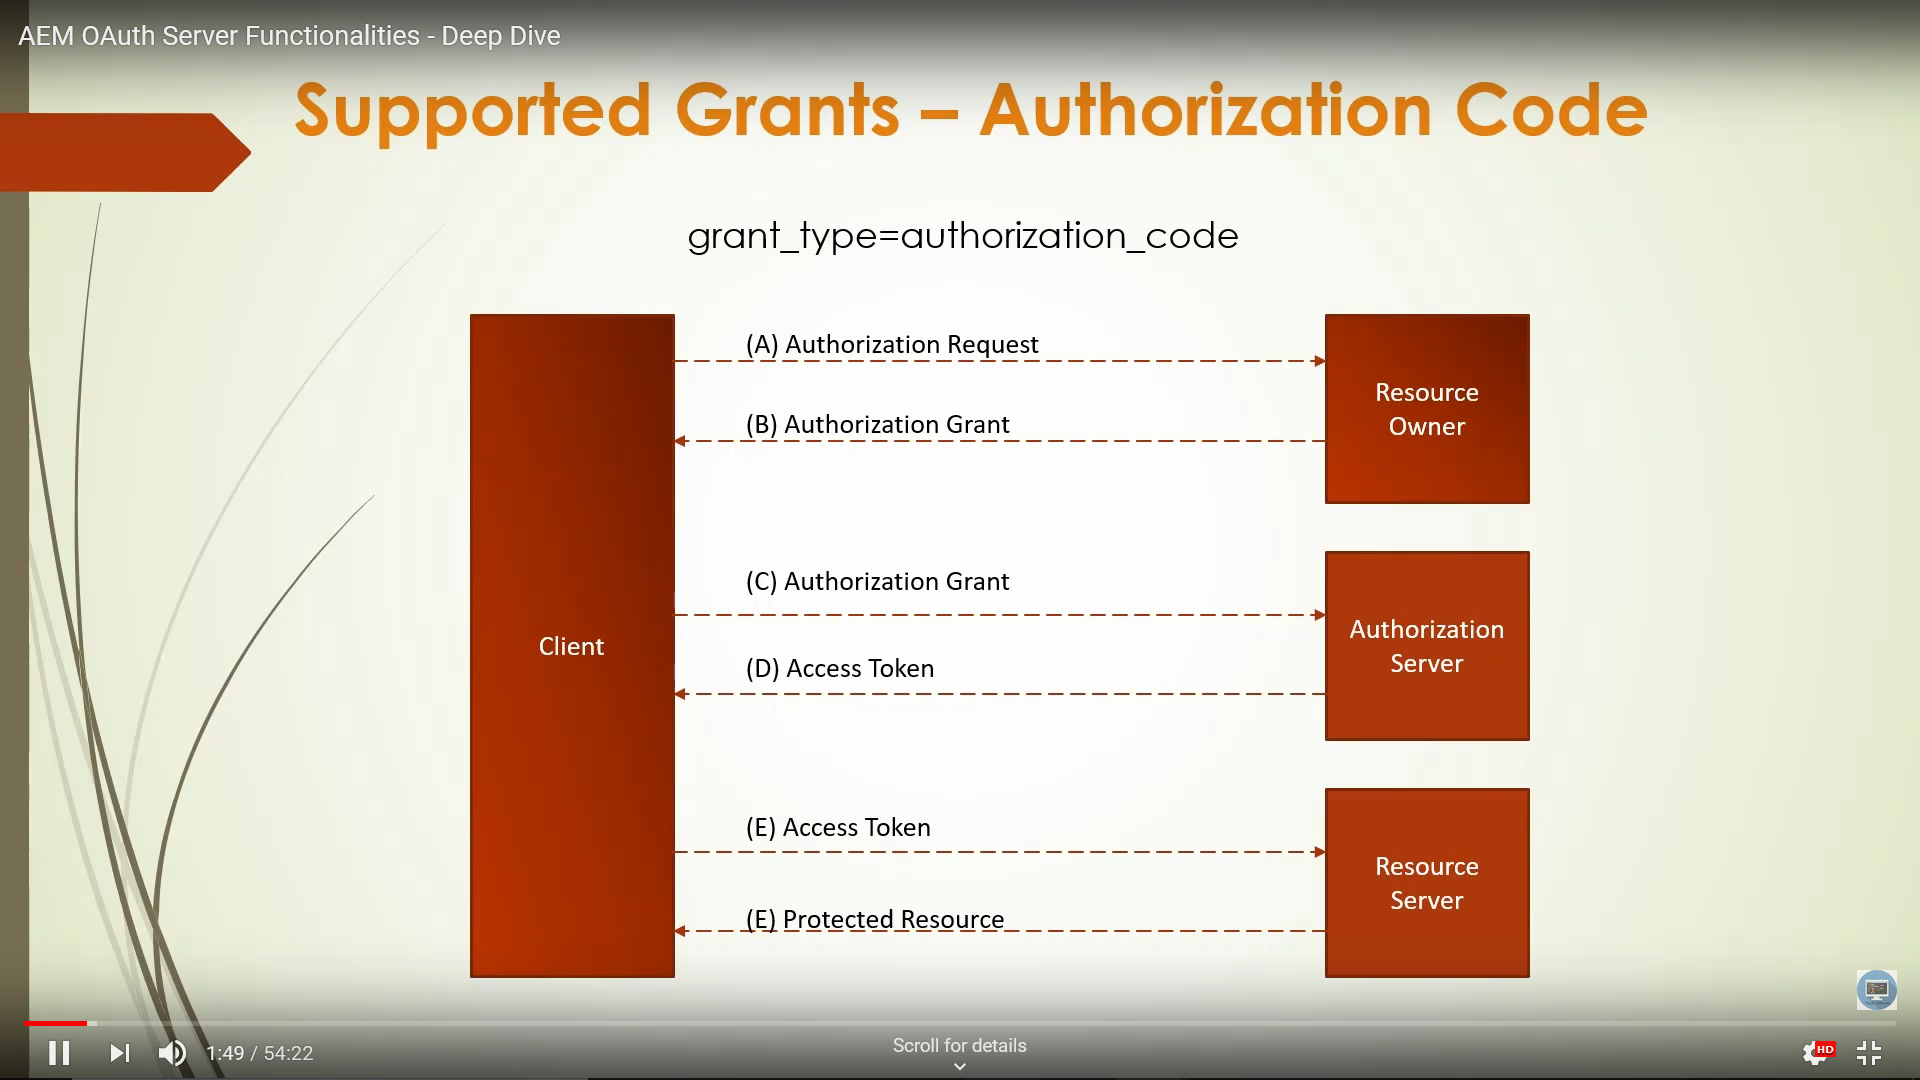 AEM OAuth Server Functionalities - Deep Dive
Supported Grants – Authorization Code
grant_type=authorization_code
(A) Authorization Request
(B) Authorization Grant
Resource
Owner
(C) Authorization Grant
Client
Authorization
Server
(D) Access Token
(E) Access Token
Resource
Server
(E) Protected Resource
1:49 / 54:22
Scroll for details
HD